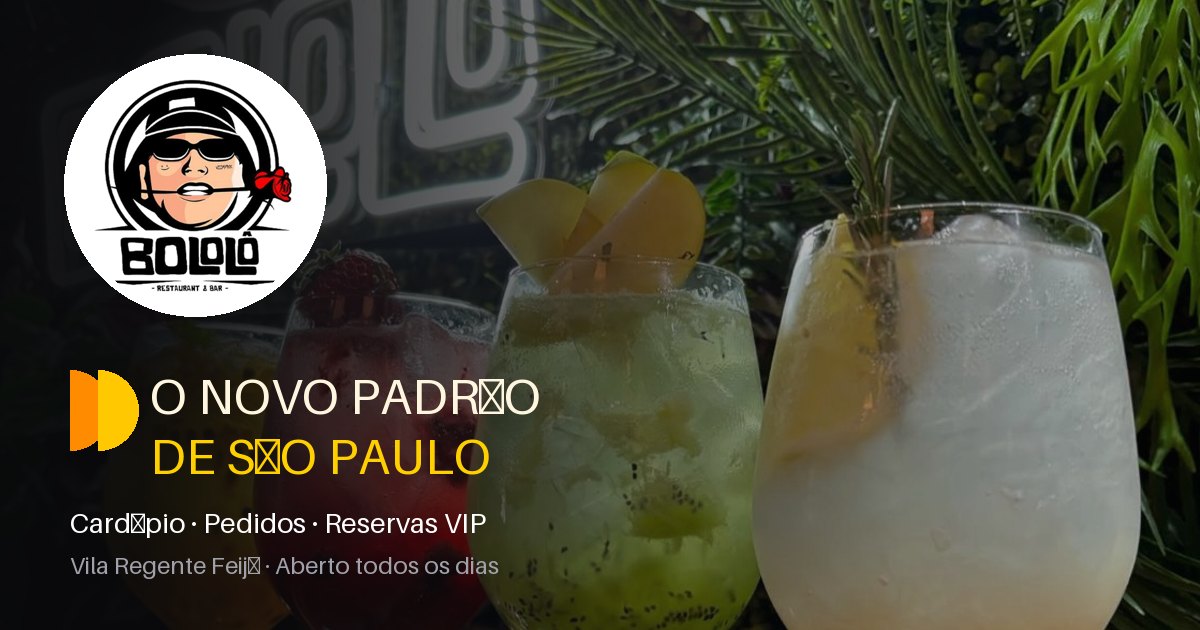 BOLOLÔ
- RESTAURANT & BAR -
O NOVO PADR☒O
DE S☒O PAULO
Card☒pio · Pedidos · Reservas VIP
Vila Regente Feij☒ · Aberto todos os dias